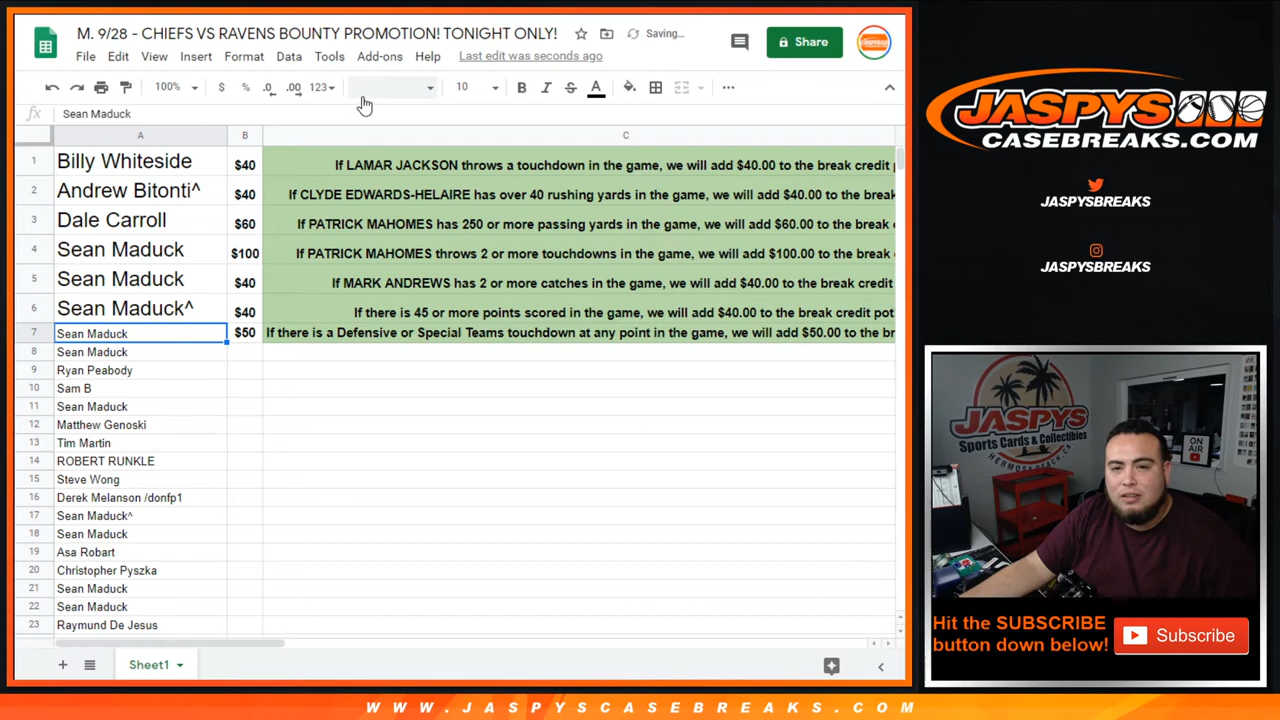 M. 9/28 - CHIEFS VS RAVENS BOUNTY PROMOTION! TONIGHT ONLY!
Saving...
File Edit View Insert Format Data Tools Add-ons Help Last edit was seconds ago
Share
100% $ % .0 .00 123 10 B I S A
fx Sean Maduck
A B C
1 Billy Whiteside $40 If LAMAR JACKSON throws a touchdown in the game, we will add $40.00 to the break credit
2 Andrew Bitonti^ $40 If CLYDE EDWARDS-HELAIRE has over 40 rushing yards in the game, we will add $40.00 to the break
3 Dale Carroll $60 If PATRICK MAHOMES has 250 or more passing yards in the game, we will add $60.00 to the break
4 Sean Maduck $100 If PATRICK MAHOMES throws 2 or more touchdowns in the game, we will add $100.00 to the break
5 Sean Maduck $40 If MARK ANDREWS has 2 or more catches in the game, we will add $40.00 to the break
6 Sean Maduck^ $40 If there is 45 or more points scored in the game, we will add $40.00 to the break credit pot
7 Sean Maduck $50 If there is a Defensive or Special Teams touchdown at any point in the game, we will add $50.00 to the br
8 Sean Maduck
9 Ryan Peabody
10 Sam B
11 Sean Maduck
12 Matthew Genoski
13 Tim Martin
14 ROBERT RUNKLE
15 Steve Wong
16 Derek Melanson /donfp1
17 Sean Maduck^
18 Sean Maduck
19 Asa Robart
20 Christopher Pyszka
21 Sean Maduck
22 Sean Maduck
23 Raymund De Jesus
Sheet1
JASPYS
CASEBREAKS.COM
JASPYSBREAKS
JASPYSBREAKS
JASPYS
Sports Cards & Collectibles
HERMOSA BEACH, CA
ON
AIR
Hit the SUBSCRIBE
button down below!
Subscribe
WWW.JASPYSCASEBREAKS.COM